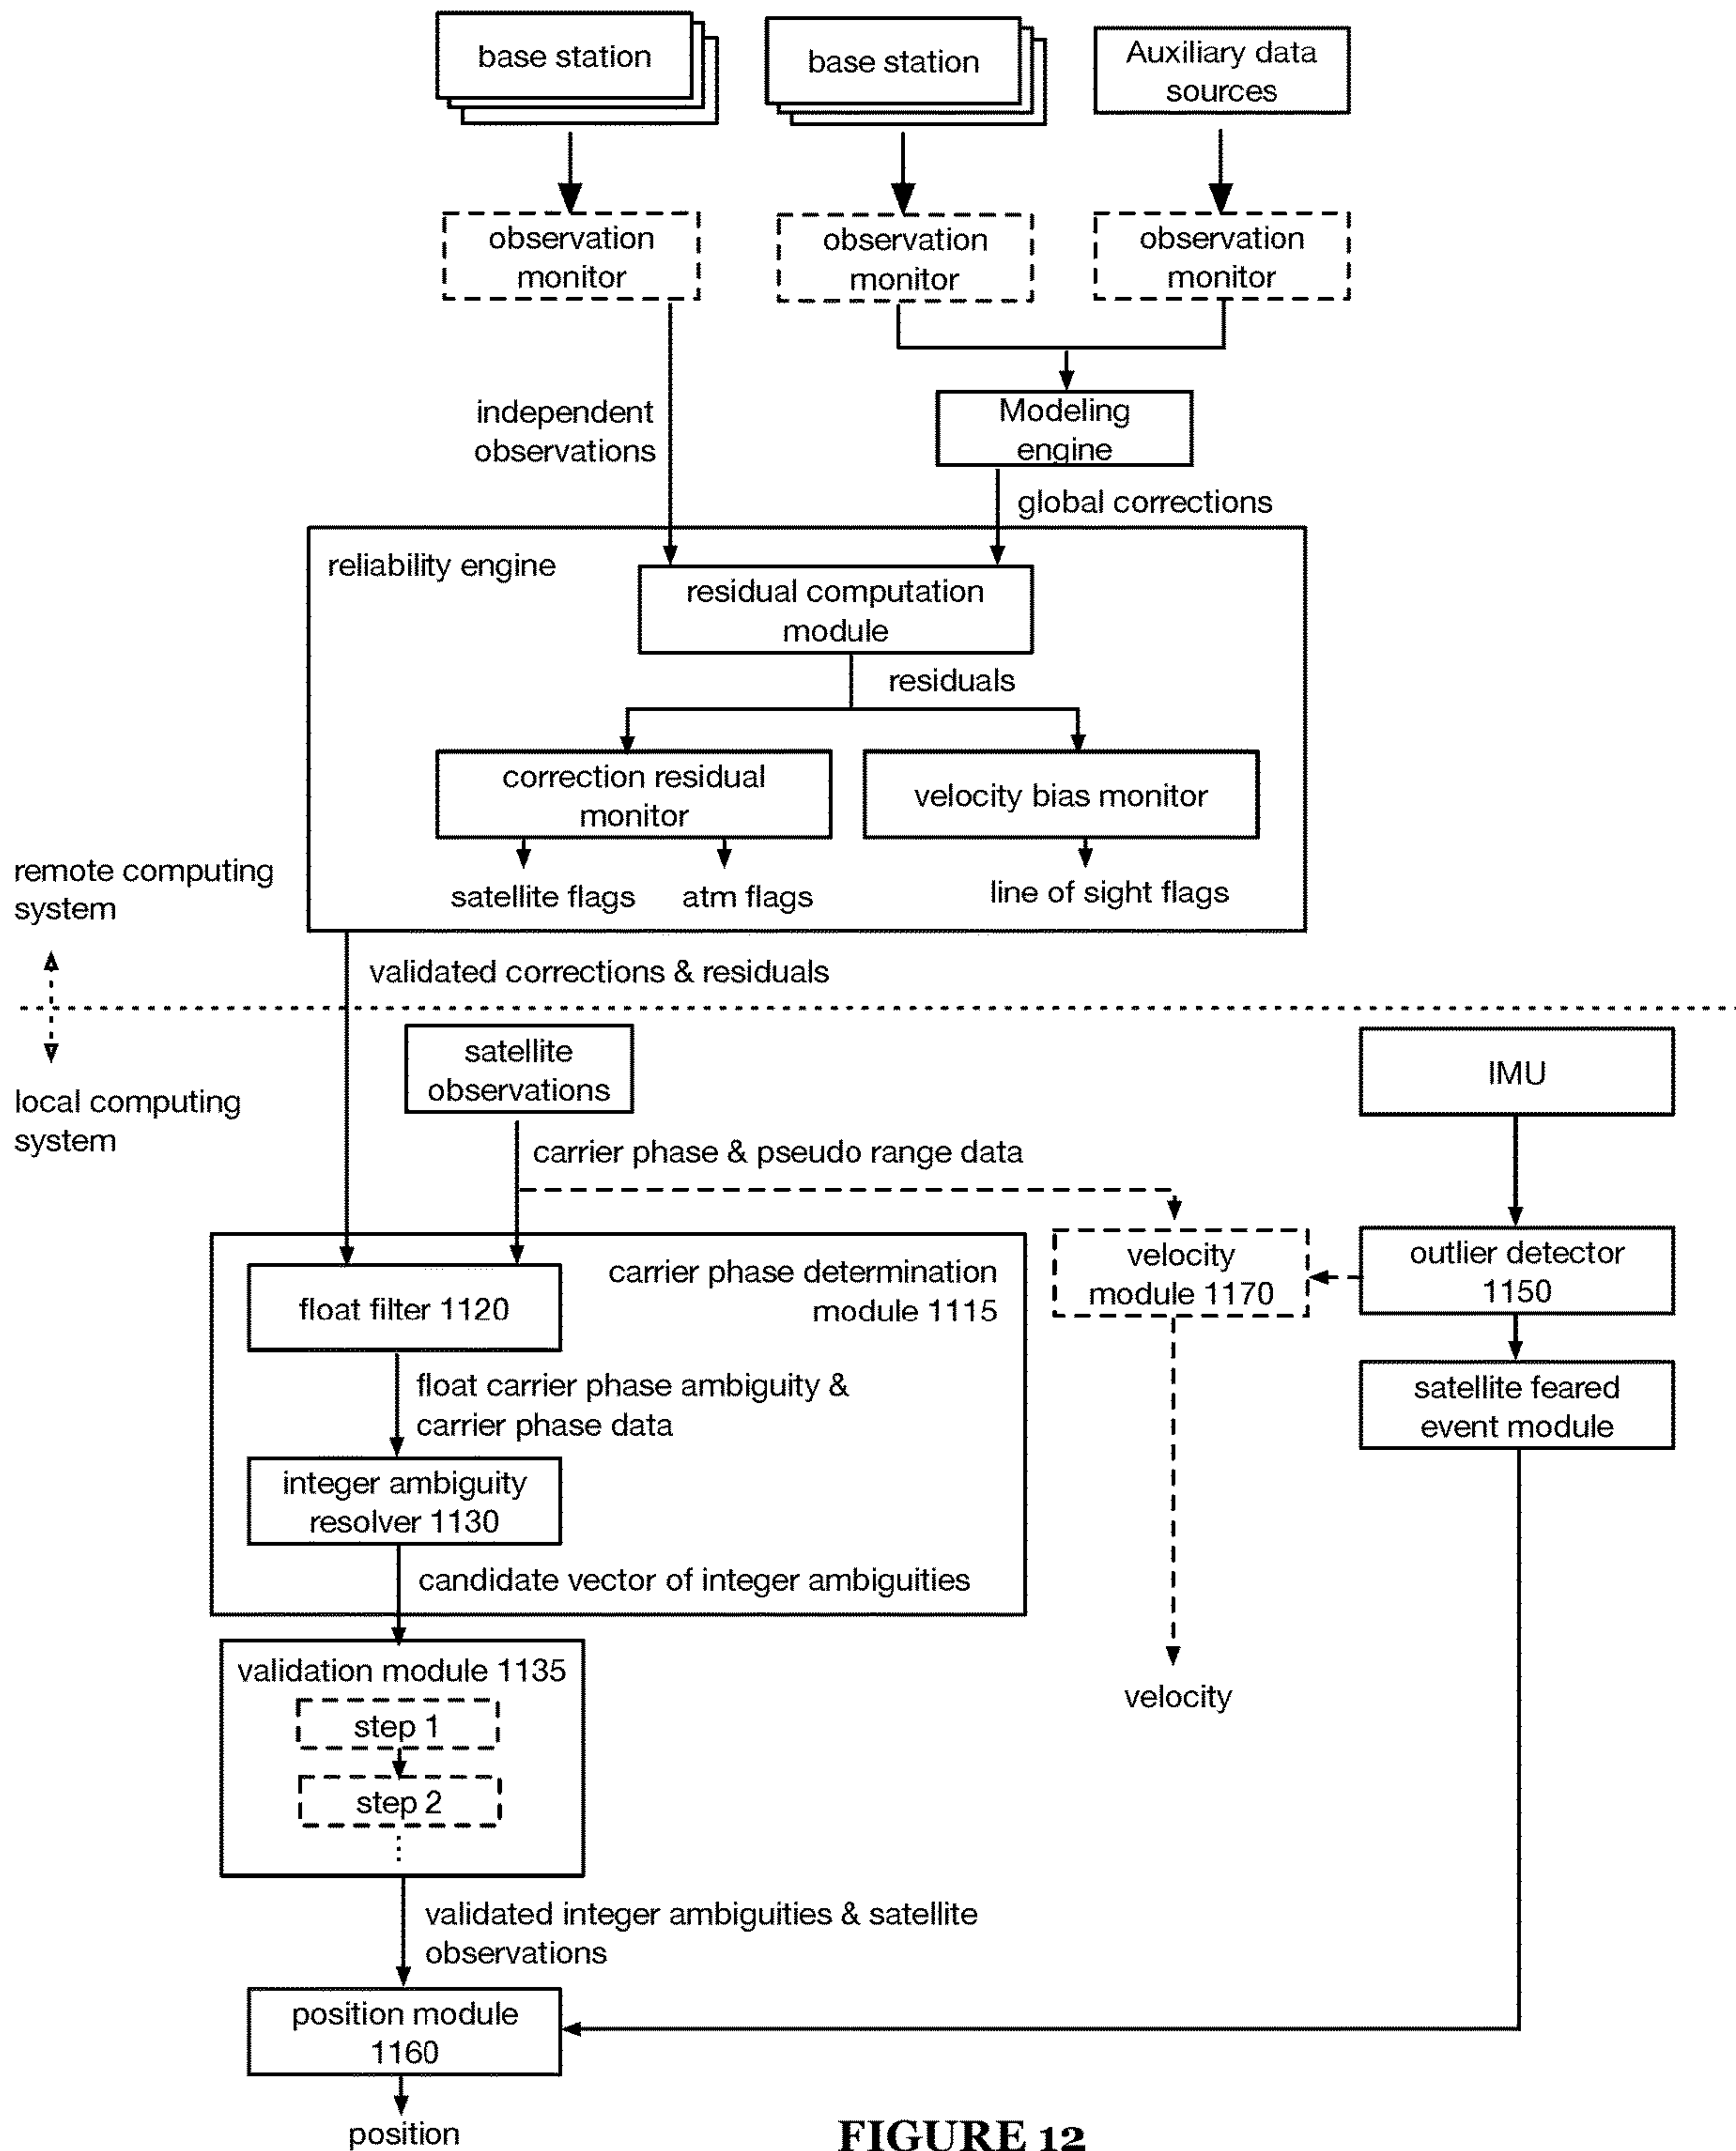 base station
base station
Auxiliary data
sources
observation
monitor
observation
monitor
observation
monitor
independent
observations
Modeling
engine
global corrections
reliability engine
residual computation
module
residuals
correction residual
monitor
velocity bias monitor
satellite flags
atm flags
line of sight flags
remote computing
system
validated corrections & residuals
local computing
system
satellite
observations
IMU
carrier phase & pseudo range data
carrier phase determination
module 1115
velocity
module 1170
outlier detector
1150
float filter 1120
float carrier phase ambiguity &
carrier phase data
satellite feared
event module
integer ambiguity
resolver 1130
candidate vector of integer ambiguities
validation module 1135
step 1
step 2
velocity
validated integer ambiguities & satellite
observations
position module
1160
position
FIGURE 12